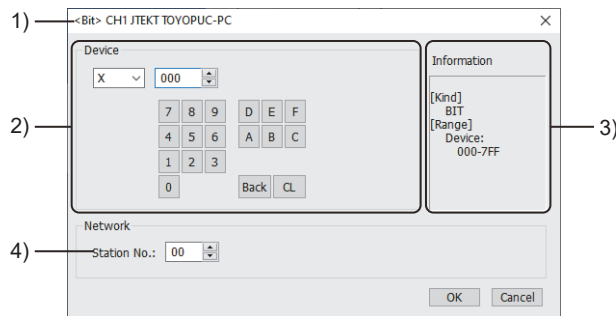 1)
<Bit> CH1 JTEKT TOYOPUC-PC
Device
X 000
7 8 9 D E F
4 5 6 A B C
1 2 3
0 Back CL
2)
Information
[Kind]
BIT
[Range]
Device:
000-7FF
3)
Network
4)
Station No.: 00
OK Cancel